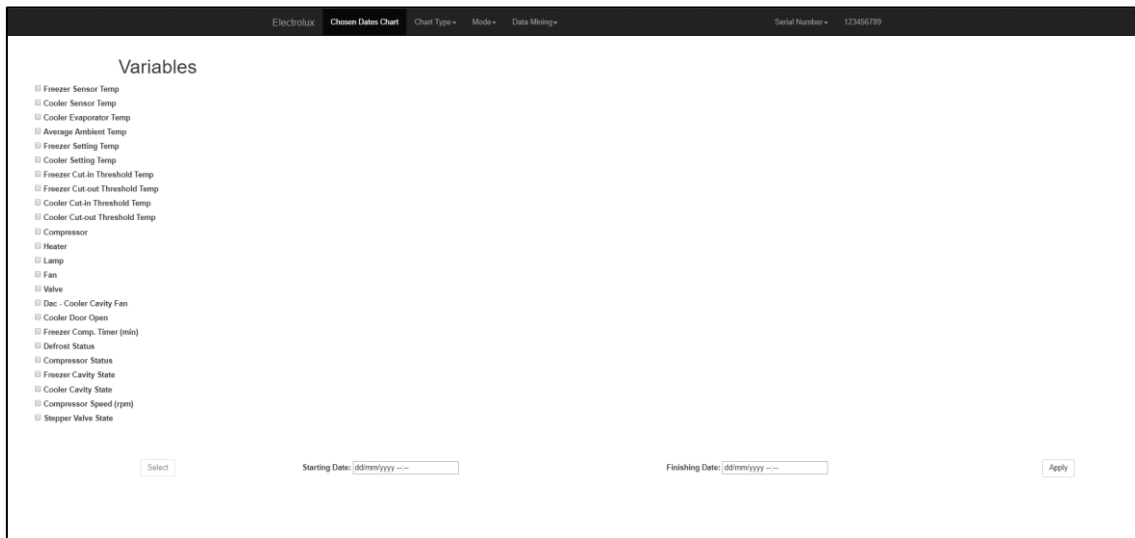 Electrolux Chosen Dates Chart Chart Type Mode Data Mining Serial Number 123456789
Variables
Freezer Sensor Temp
Cooler Sensor Temp
Cooler Evaporator Temp
Average Ambient Temp
Freezer Setting Temp
Cooler Setting Temp
Freezer Cut-in Threshold Temp
Freezer Cut-out Threshold Temp
Cooler Cut-in Threshold Temp
Cooler Cut-out Threshold Temp
Compressor
Heater
Lamp
Fan
Valve
Dac - Cooler Cavity Fan
Cooler Door Open
Freezer Comp. Timer (min)
Defrost Status
Compressor Status
Freezer Cavity State
Cooler Cavity State
Compressor Speed (rpm)
Stepper Valve State
Select Starting Date: dd/mm/yyyy --:-- Finishing Date: dd/mm/yyyy --:-- Apply